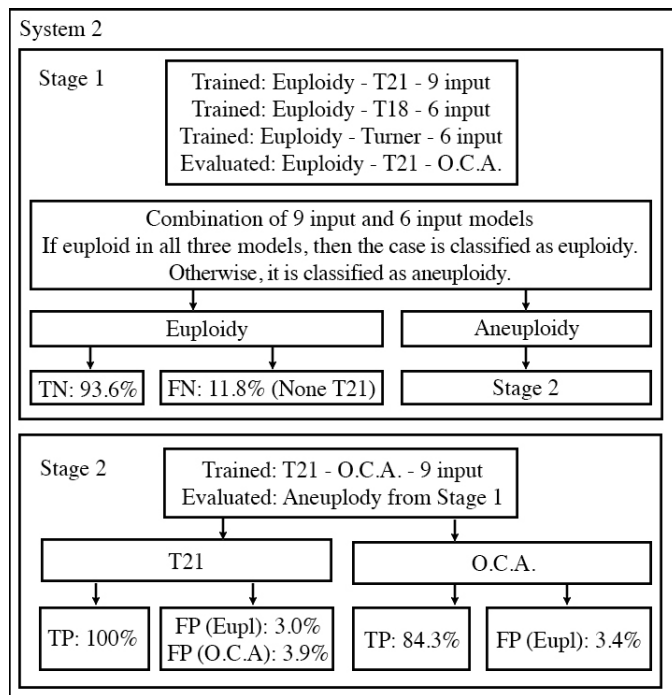 System 2
Stage 1
Trained: Euploidy - T21 - 9 input
Trained: Euploidy - T18 - 6 input
Trained: Euploidy - Turner - 6 input
Evaluated: Euploidy - T21 - O.C.A.
Combination of 9 input and 6 input models
If euploid in all three models, then the case is classified as euploidy.
Otherwise, it is classified as aneuploidy.
Euploidy
Aneuploidy
TN: 93.6%
FN: 11.8% (None T21)
Stage 2
Stage 2
Trained: T21 - O.C.A. - 9 input
Evaluated: Aneuplody from Stage 1
T21
O.C.A.
TP: 100%
FP (Eupl): 3.0%
FP (O.C.A): 3.9%
TP: 84.3%
FP (Eupl): 3.4%